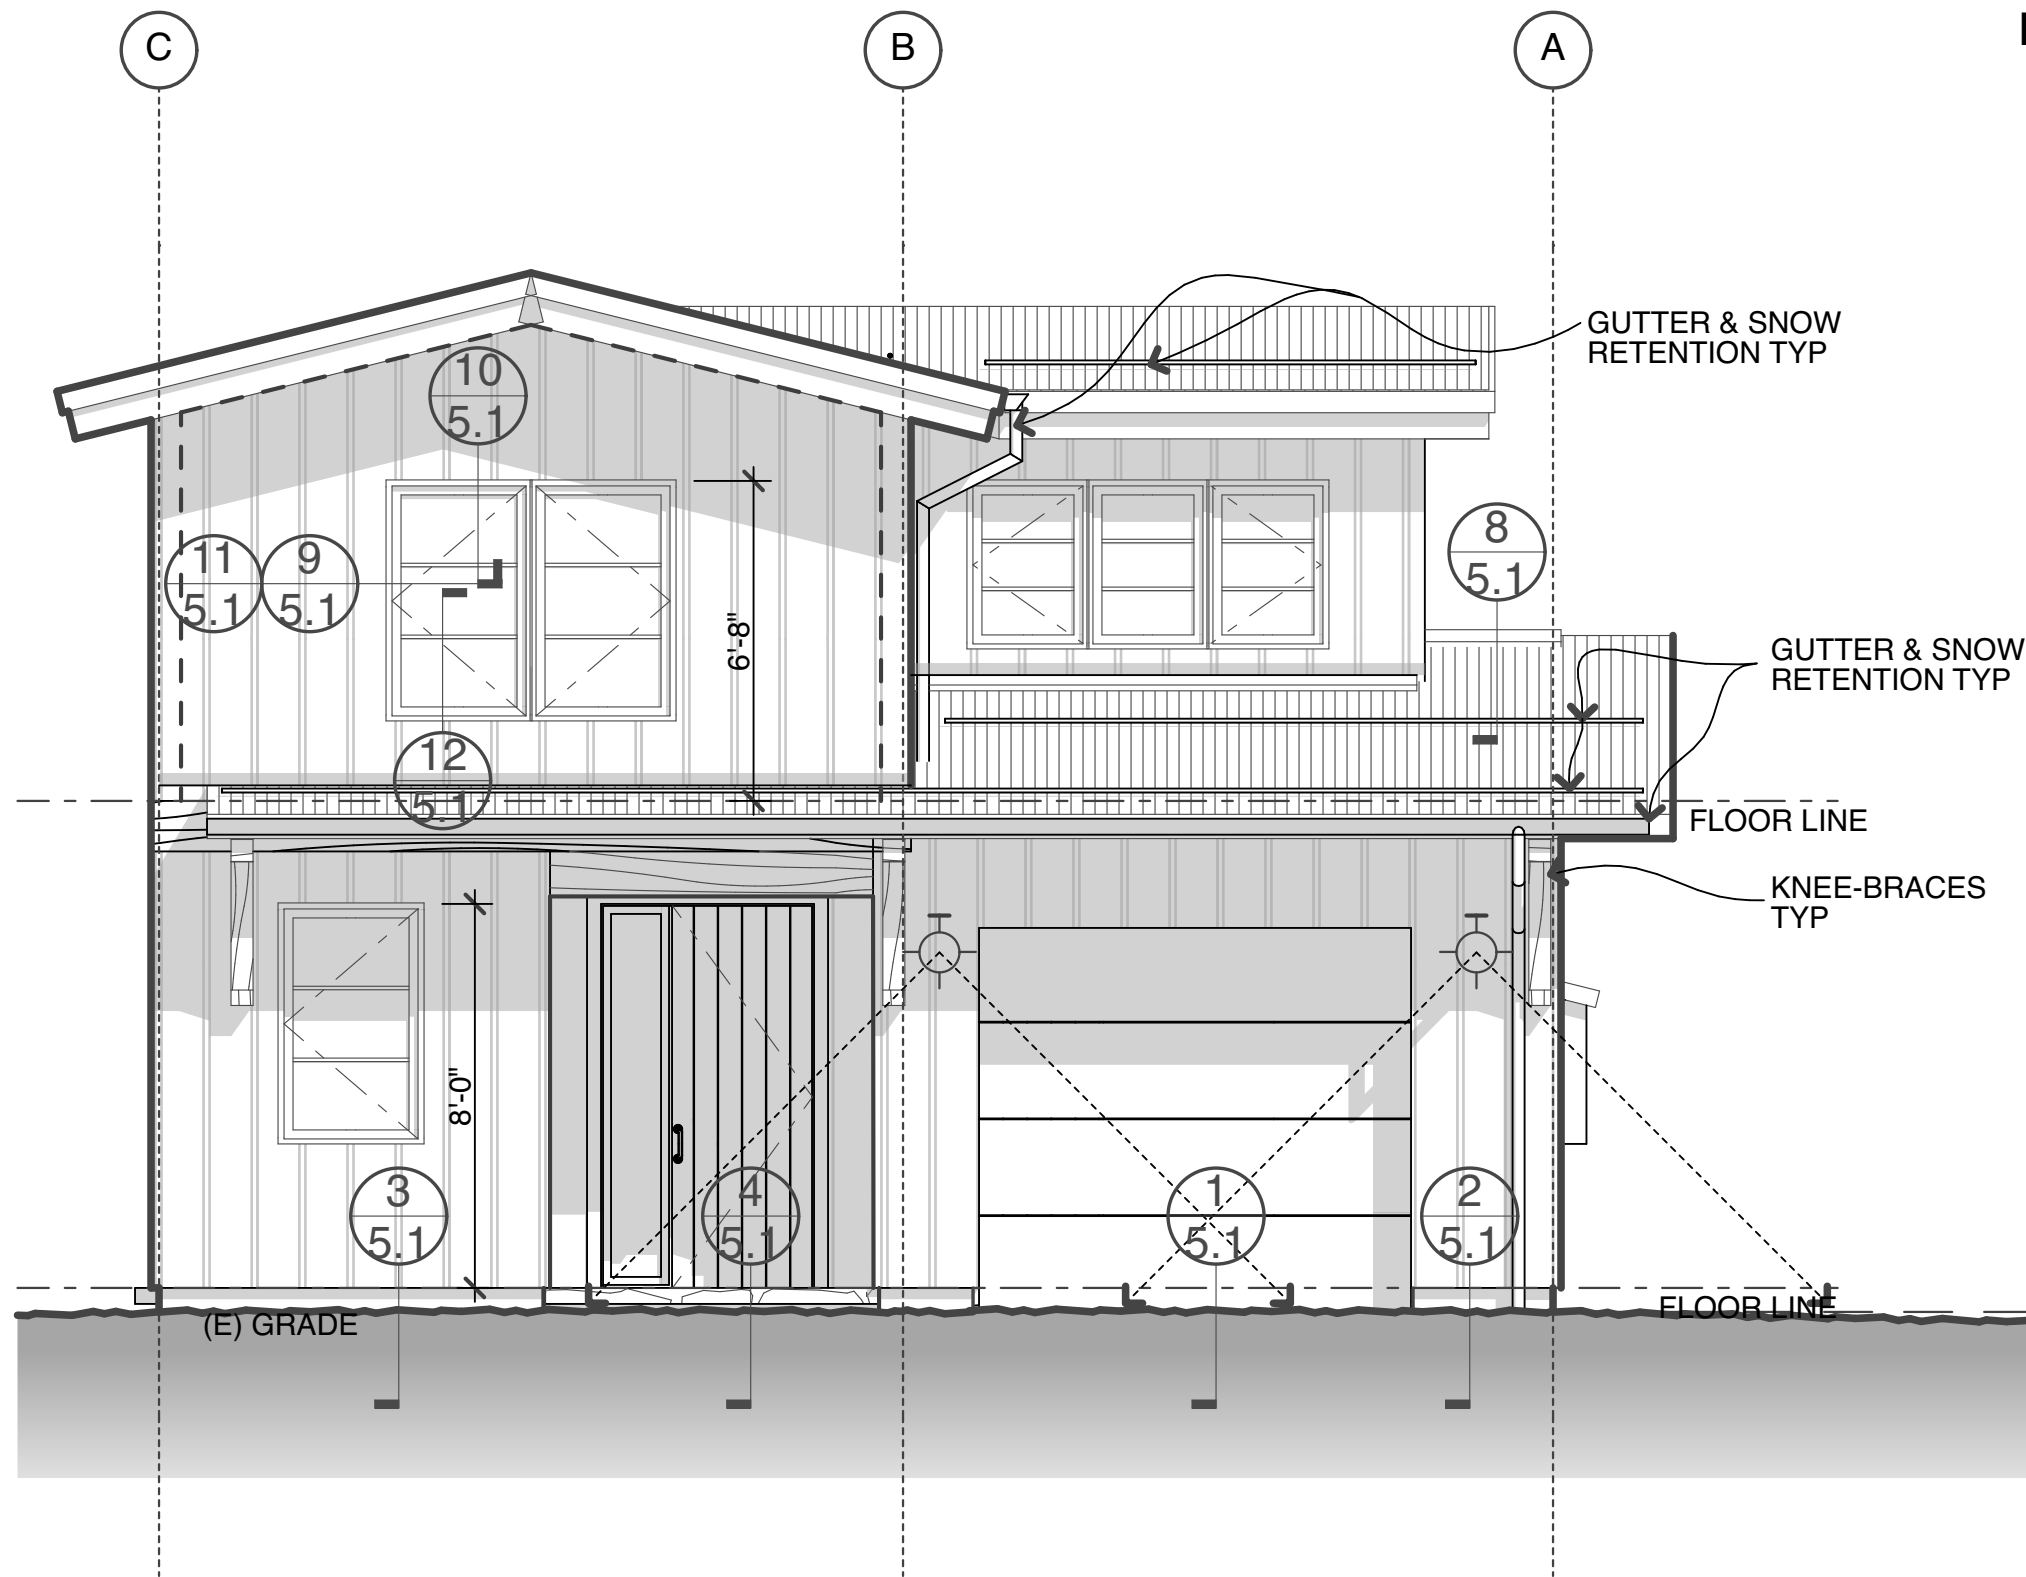 C
B
A
GUTTER & SNOW
RETENTION TYP
10
5.1
8
5.1
11
5.1
9
5.1
6'-8"
GUTTER & SNOW
RETENTION TYP
12
5.1
FLOOR LINE
KNEE-BRACES
TYP
8'-0"
3
5.1
4
5.1
1
5.1
2
5.1
(E) GRADE
FLOOR LINE